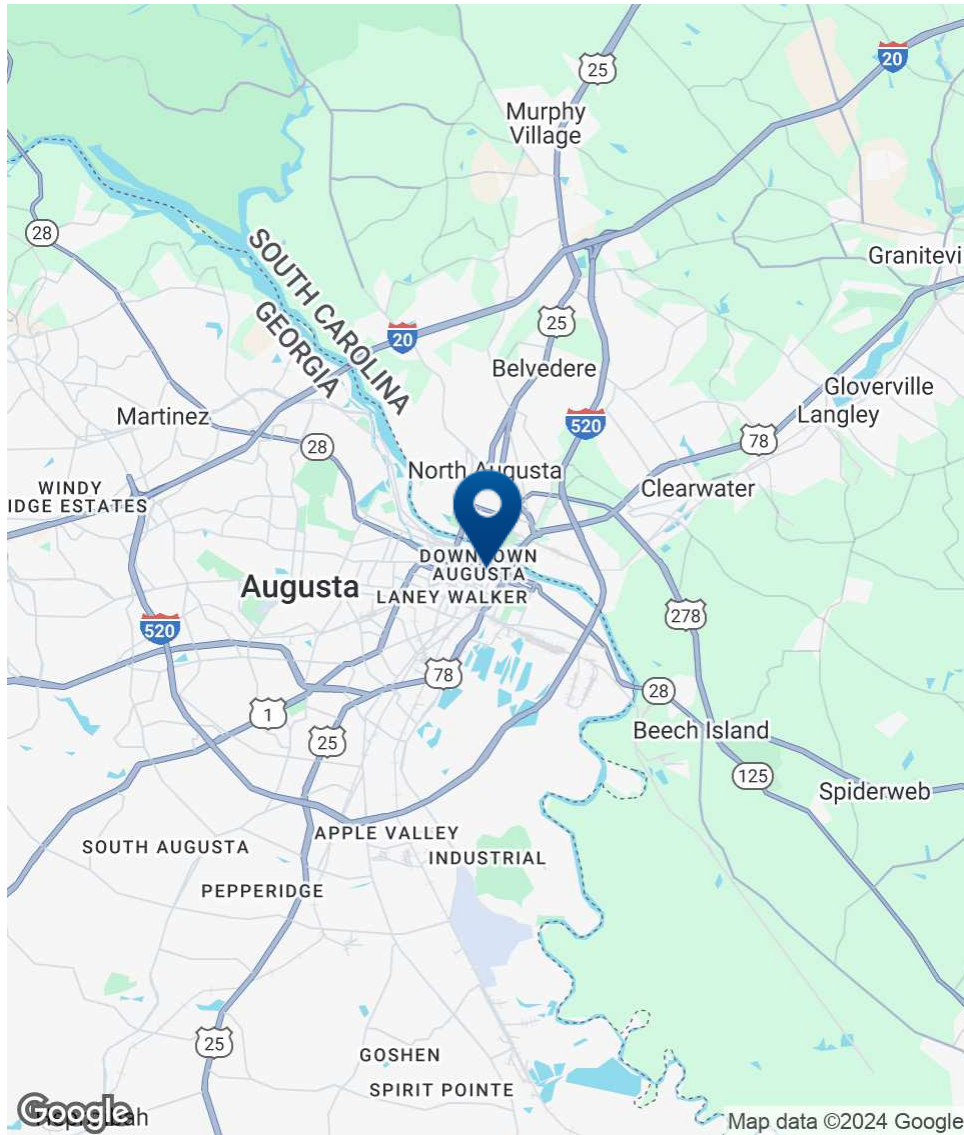 20
25
Murphy
Village
28
SOUTH CAROLINA
GEORGIA
Granitevi
25
20
Belvedere
Gloverville
Martinez
520
Langley
28
78
North Augusta
WINDY
IDGE ESTATES
Clearwater
DOWNTOWN
AUGUSTA
Augusta
LANEY WALKER
278
520
78
28
1
25
Beech Island
125
Spiderweb
APPLE VALLEY
SOUTH AUGUSTA
INDUSTRIAL
PEPPERIDGE
25
GOSHEN
SPIRIT POINTE
Google
Map data ©2024 Google